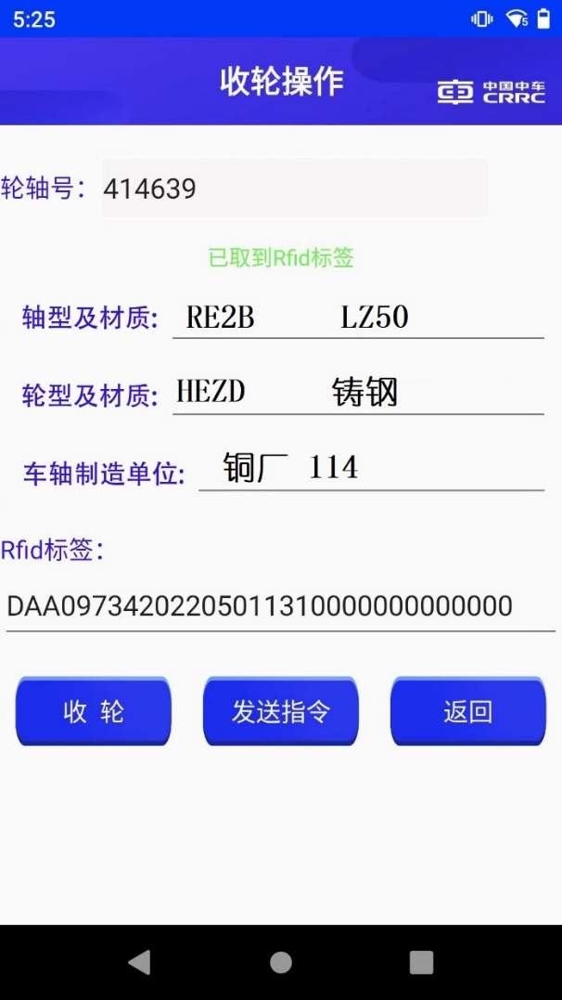 5:25
5
收轮操作
中国中车
CRRC
轮轴号： 414639
已取到Rfid标签
轴型及材质: RE2B LZ50
轮型及材质: HEZD 铸钢
车轴制造单位: 铜厂 114
Rfid标签：
DAA09734202205011310000000000000
收 轮 发送指令 返回